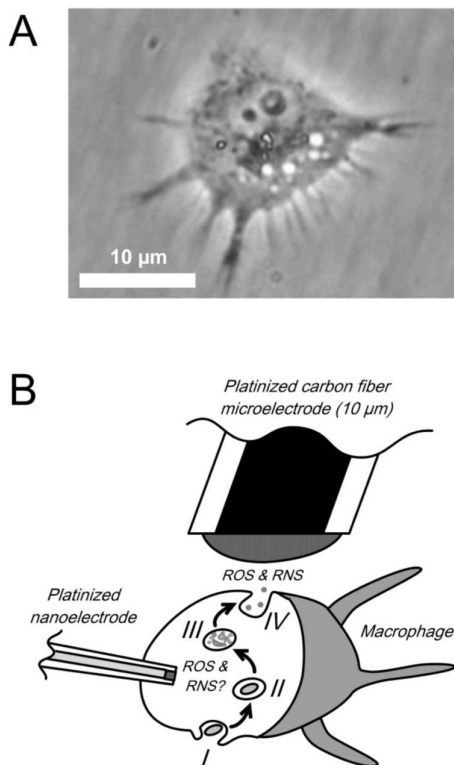 A
10 µm
B
Platinized carbon fiber
microelectrode (10 µm)
ROS & RNS
Platinized
nanoelectrode
III
IV
Macrophage
ROS &
RNS?
II
I